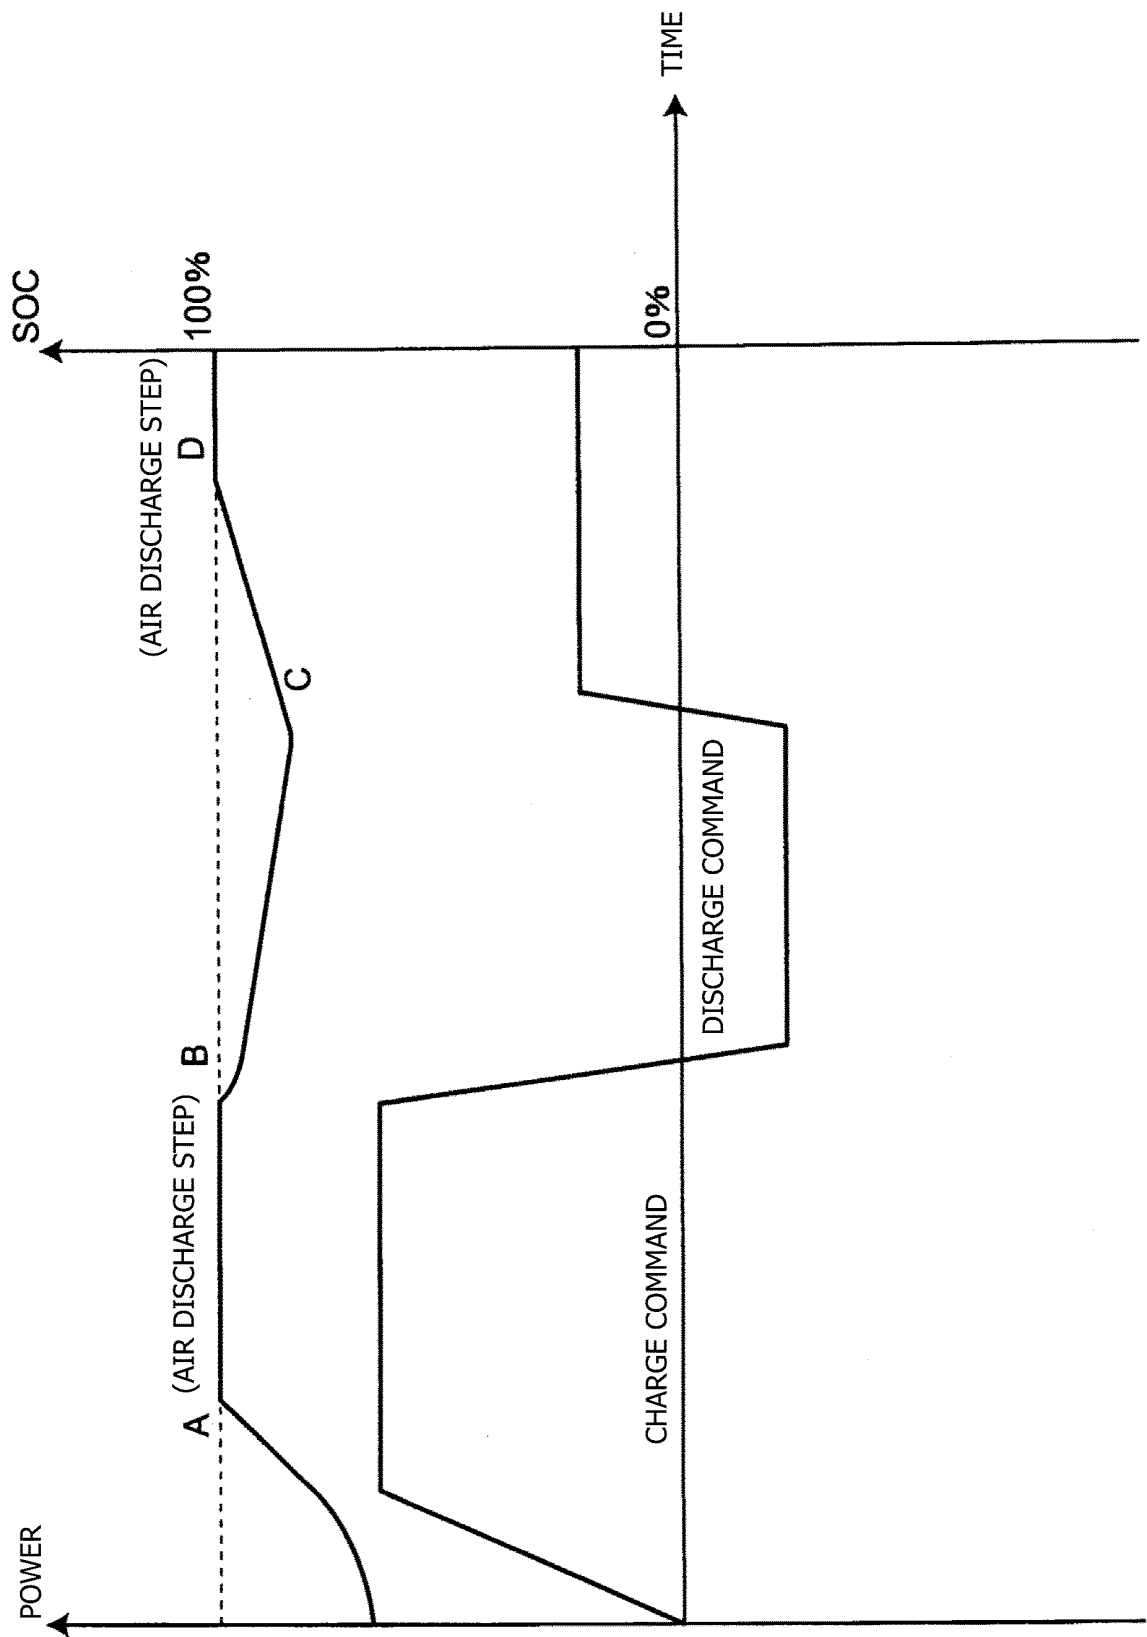 POWER
SOC
(AIR DISCHARGE STEP)
(AIR DISCHARGE STEP)
A
B
D
100%
C
CHARGE COMMAND
0%
TIME
DISCHARGE COMMAND